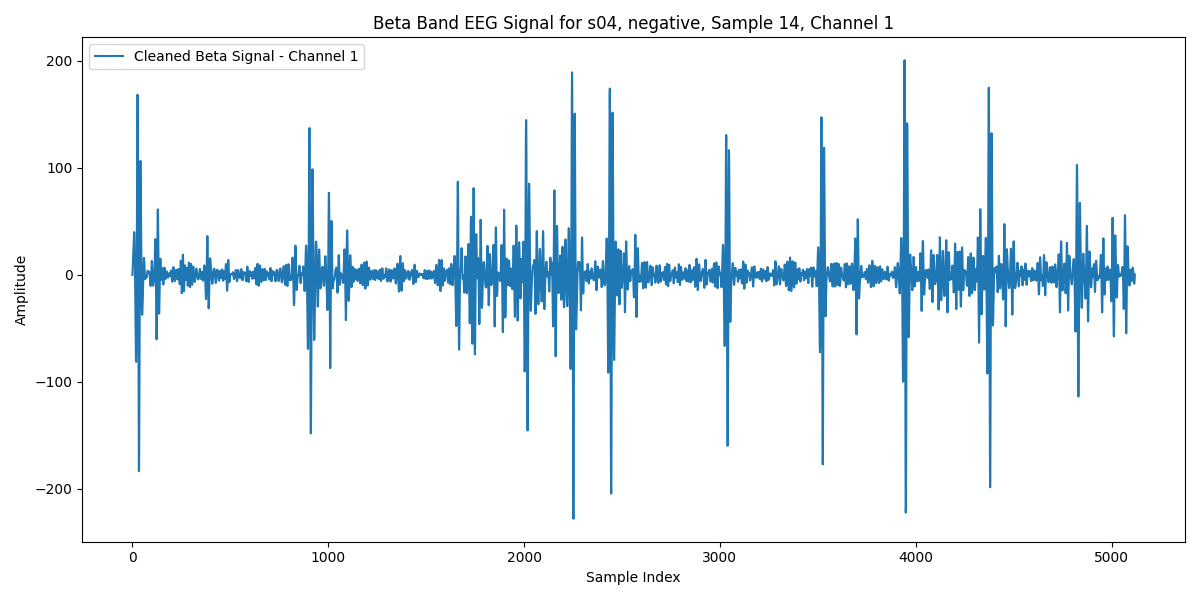 Beta Band EEG Signal for s04, negative, Sample 14, Channel 1
Cleaned Beta Signal - Channel 1
200
100
0
−100
−200
Amplitude
0 1000 2000 3000 4000 5000
Sample Index